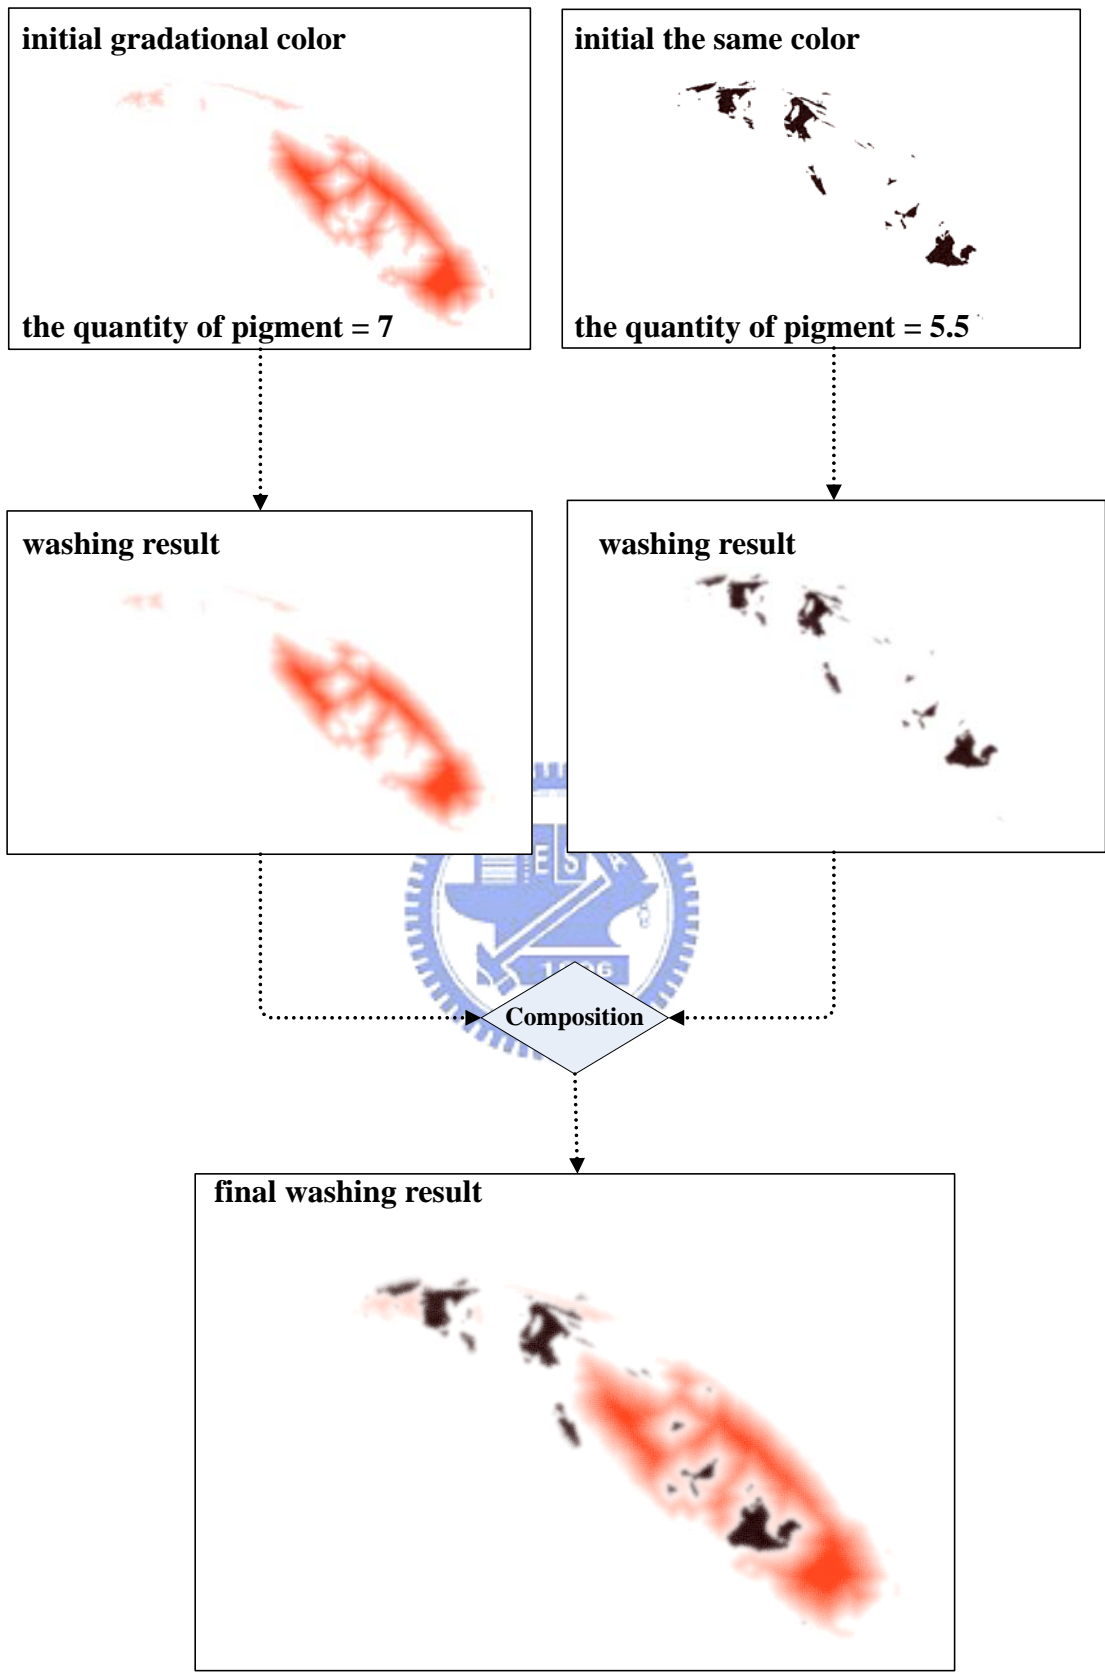 initial gradational color
the quantity of pigment = 7
initial the same color
the quantity of pigment = 5.5
washing result
washing result
E S A
Composition
final washing result